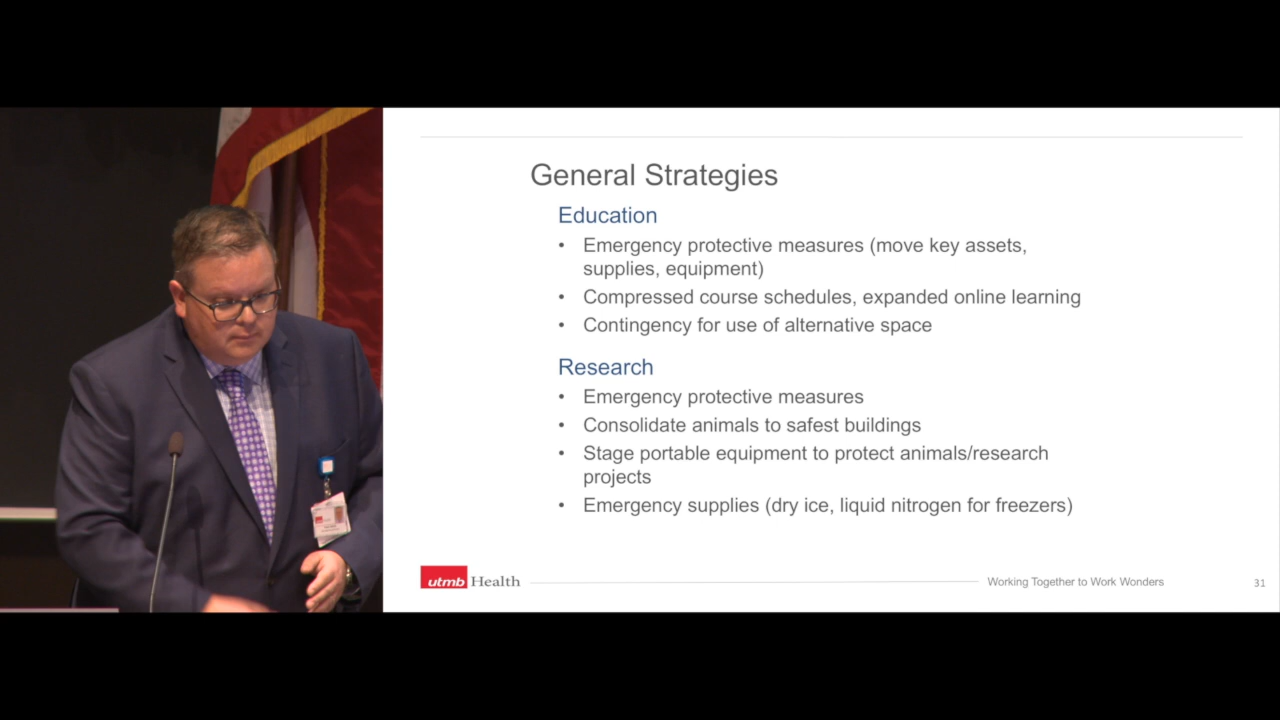 General Strategies
Education
• Emergency protective measures (move key assets,
supplies, equipment)
• Compressed course schedules, expanded online learning
• Contingency for use of alternative space
Research
• Emergency protective measures
• Consolidate animals to safest buildings
• Stage portable equipment to protect animals/research
projects
• Emergency supplies (dry ice, liquid nitrogen for freezers)
utmb Health
Working Together to Work Wonders
31